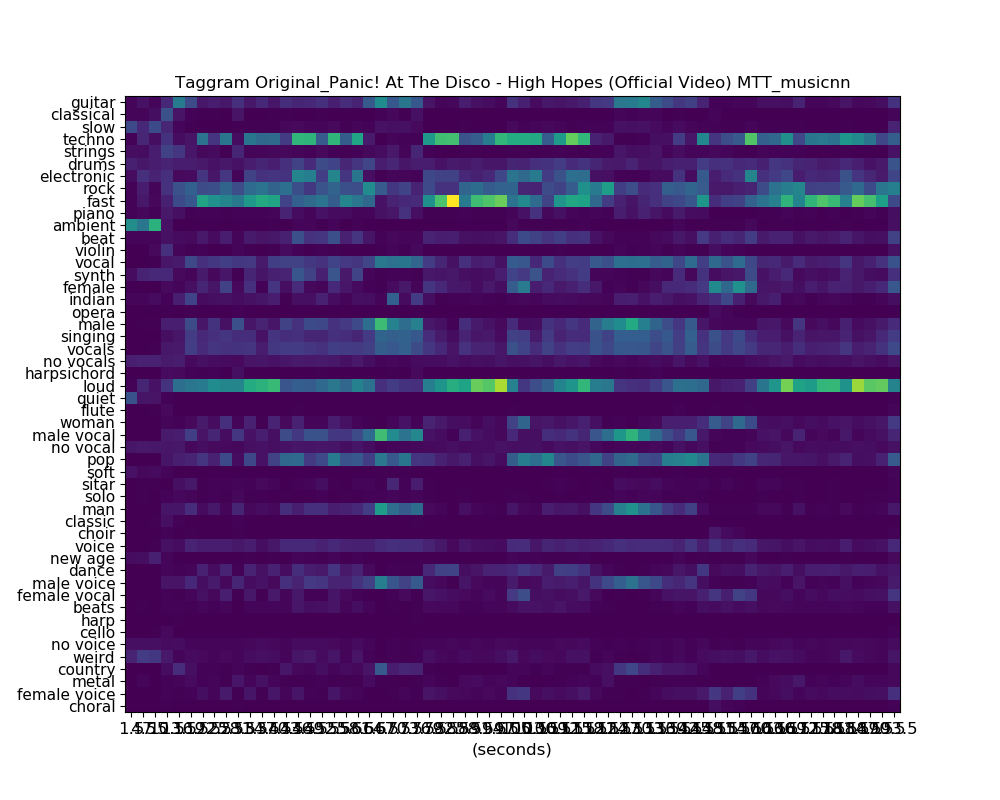 Taggram Original_Panic! At The Disco - High Hopes (Official Video) MTT_musicnn
guitar
classical
slow
techno
strings
drums
electronic
rock
fast
piano
ambient
beat
violin
vocal
synth
female
indian
opera
male
singing
vocals
no vocals
harpsichord
loud
quiet
flute
woman
male vocal
no vocal
pop
soft
sitar
solo
man
classic
choir
voice
new age
dance
male voice
female vocal
beats
harp
cello
no voice
weird
country
metal
female voice
choral
(seconds)